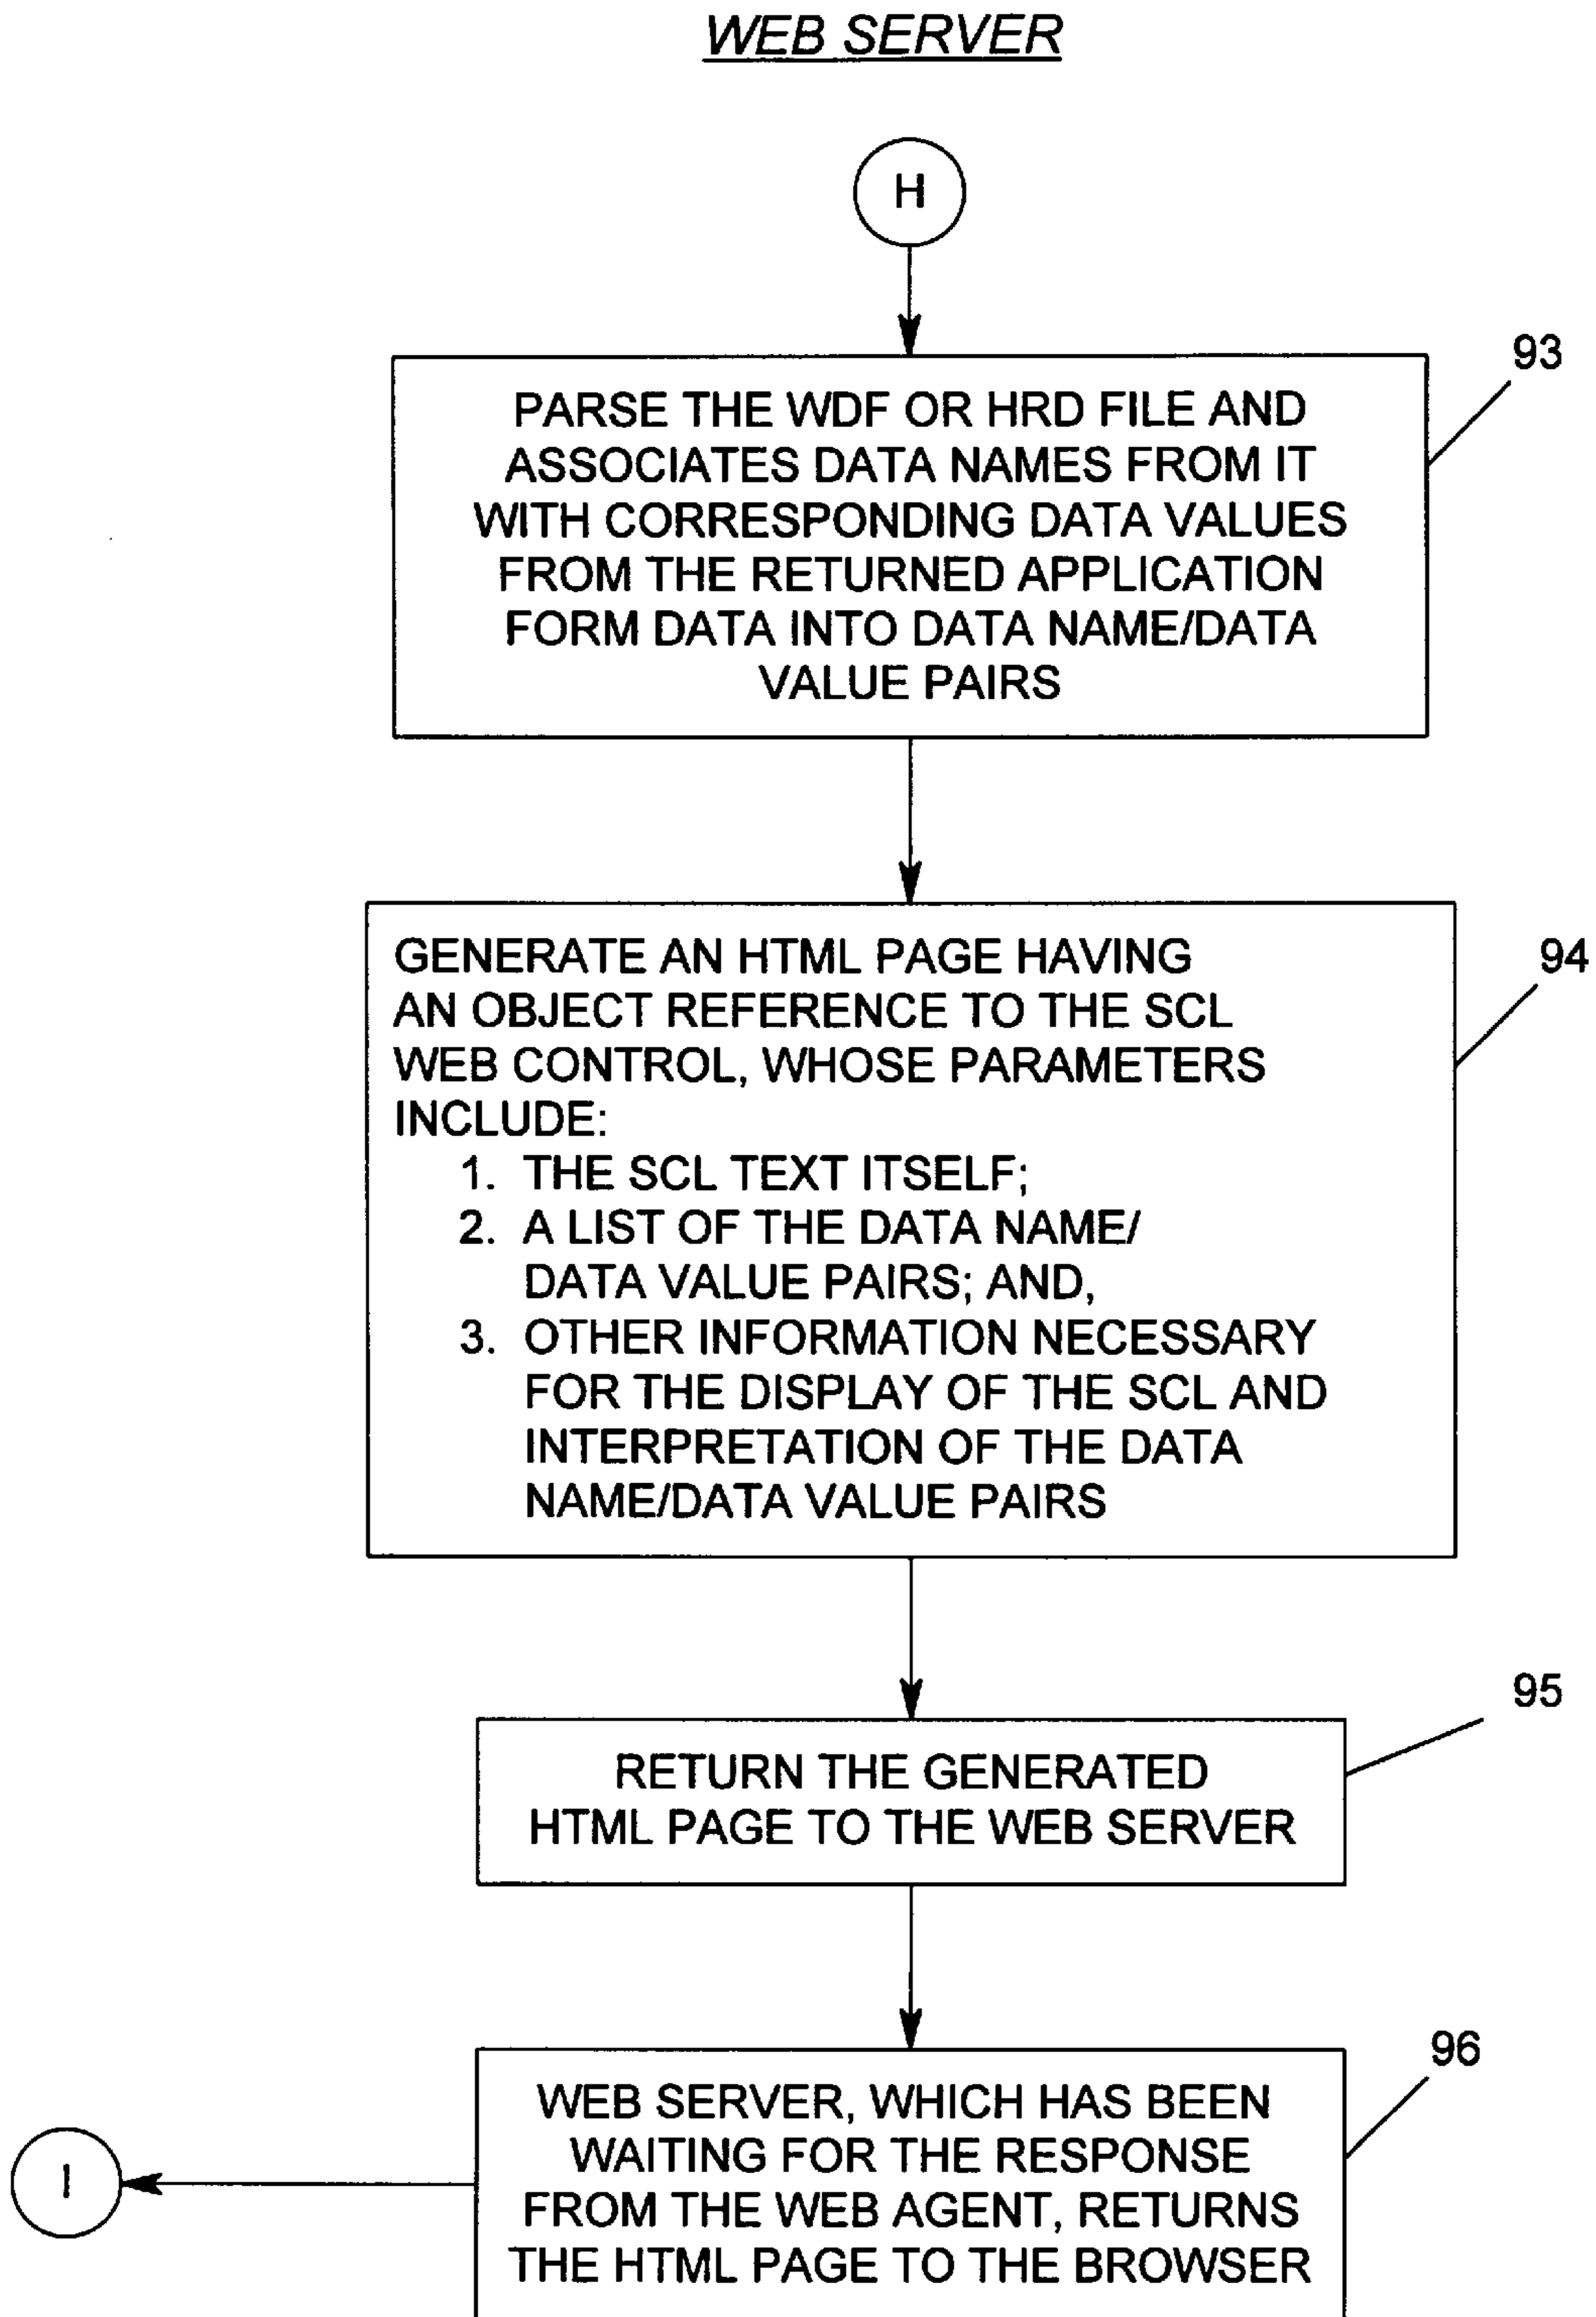 WEB SERVER
H
93
PARSE THE WDF OR HRD FILE AND
ASSOCIATES DATA NAMES FROM IT
WITH CORRESPONDING DATA VALUES
FROM THE RETURNED APPLICATION
FORM DATA INTO DATA NAME/DATA
VALUE PAIRS
94
GENERATE AN HTML PAGE HAVING
AN OBJECT REFERENCE TO THE SCL
WEB CONTROL, WHOSE PARAMETERS
INCLUDE:
1. THE SCL TEXT ITSELF;
2. A LIST OF THE DATA NAME/
DATA VALUE PAIRS; AND,
3. OTHER INFORMATION NECESSARY
FOR THE DISPLAY OF THE SCL AND
INTERPRETATION OF THE DATA
NAME/DATA VALUE PAIRS
95
RETURN THE GENERATED
HTML PAGE TO THE WEB SERVER
96
WEB SERVER, WHICH HAS BEEN
WAITING FOR THE RESPONSE
FROM THE WEB AGENT, RETURNS
THE HTML PAGE TO THE BROWSER
I